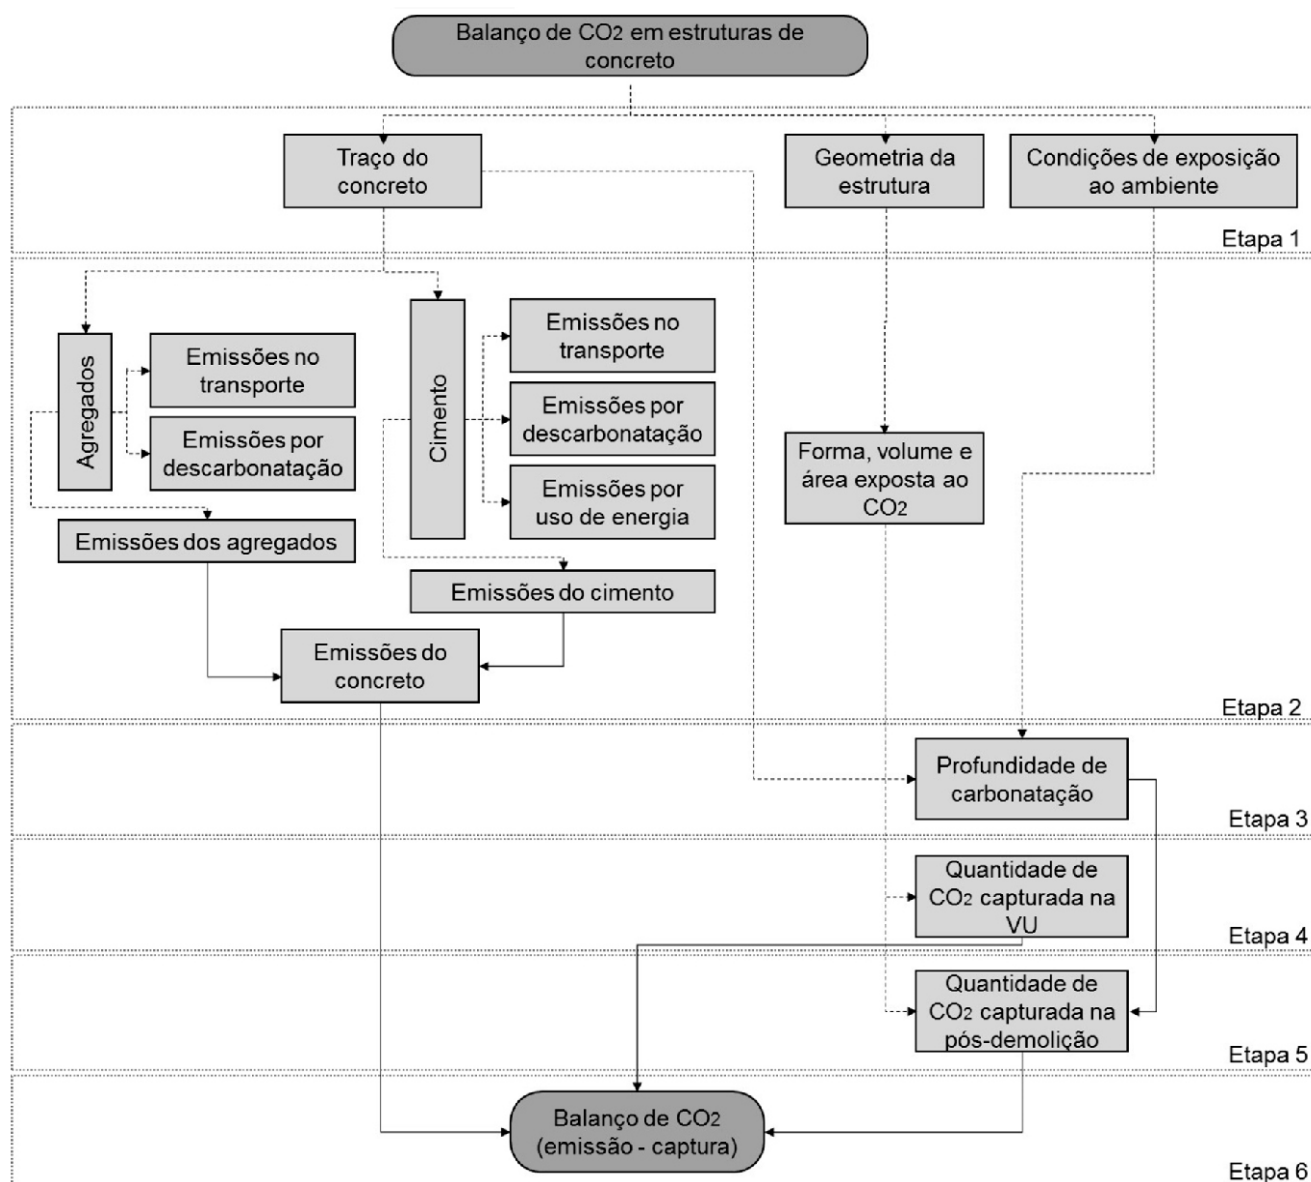 Balanço de CO2 em estruturas de
concreto
Traço do
concreto
Geometria da
estrutura
Condições de exposição
ao ambiente
Etapa 1
Agregados
Emissões no
transporte
Emissões por
descarbonatação
Emissões dos agregados
Cimento
Emissões no
transporte
Emissões por
descarbonatação
Emissões por
uso de energia
Emissões do cimento
Emissões do
concreto
Forma, volume e
área exposta ao
CO2
Etapa 2
Profundidade de
carbonatação
Etapa 3
Quantidade de
CO2 capturada na
VU
Etapa 4
Quantidade de
CO2 capturada na
pós-demolição
Etapa 5
Balanço de CO2
(emissão - captura)
Etapa 6